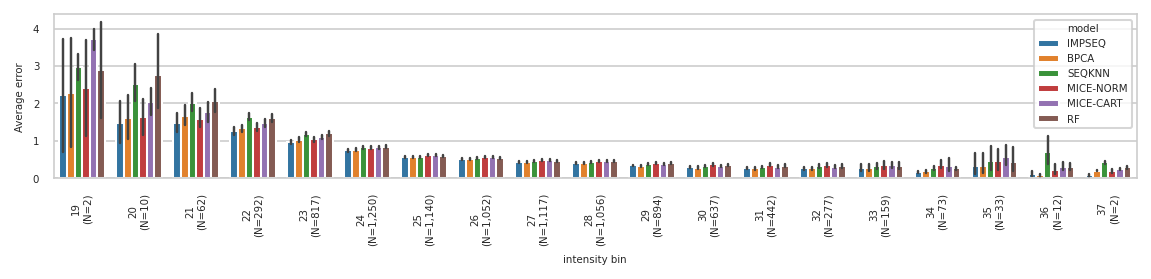 4
3
2
1
0
Average error
model
IMPSEQ
BPCA
SEQKNN
MICE-NORM
MICE-CART
RF
19
(N=2)
20
(N=10)
21
(N=62)
22
(N=292)
23
(N=817)
24
(N=1,250)
25
(N=1,140)
26
(N=1,052)
27
(N=1,117)
28
(N=1,056)
29
(N=894)
30
(N=637)
31
(N=442)
32
(N=277)
33
(N=159)
34
(N=73)
35
(N=33)
36
(N=12)
37
(N=2)
intensity bin